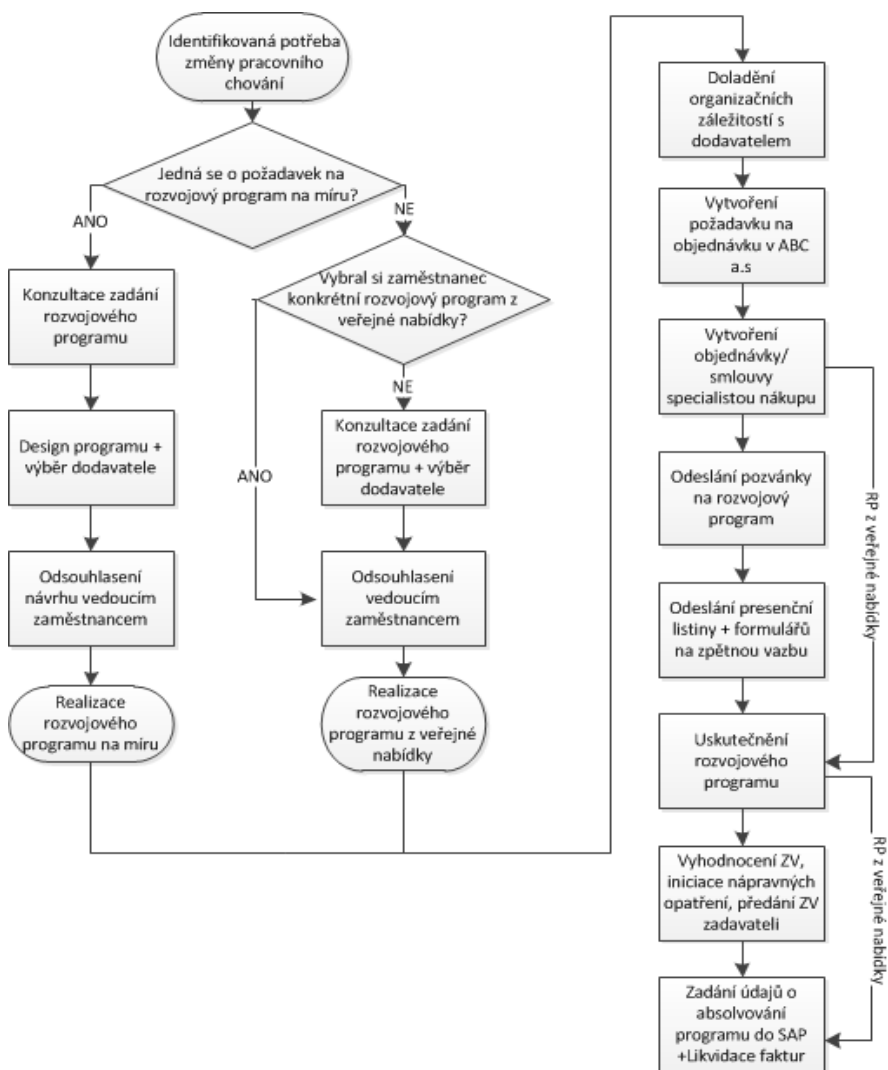 Identifikovaná potřeba
změny pracovního
chování
Jedná se o požadavek na
rozvojový program na míru?
ANO
NE
Konzultace zadání
rozvojového
programu
Vybral si zaměstnanec
konkrétní rozvojový program z
veřejné nabídky?
NE
ANO
Design programu +
výběr dodavatele
Konzultace zadání
rozvojového
programu + výběr
dodavatele
Odsouhlasení
návrhu vedoucím
zaměstnancem
Odsouhlasení
vedoucím
zaměstnancem
Realizace
rozvojového
programu na míru
Realizace
rozvojového
programu z veřejné
nabídky
Doladění
organizačních
záležitostí s
dodavatelem
Vytvoření
požadavku na
objednávku v ABC
a.s
Vytvoření
objednávky/
smlouvy
specialistou nákupu
RP z veřejné nabídky
Odeslání pozvánky
na rozvojový
program
Odeslání presenční
listiny + formulářů
na zpětnou vazbu
Uskutečnění
rozvojového
programu
RP z veřejné nabídky
Vyhodnocení ZV,
iniciace nápravných
opatření, předání ZV
zadavateli
Zadání údajů o
absolvování
programu do SAP
+Likvidace faktur